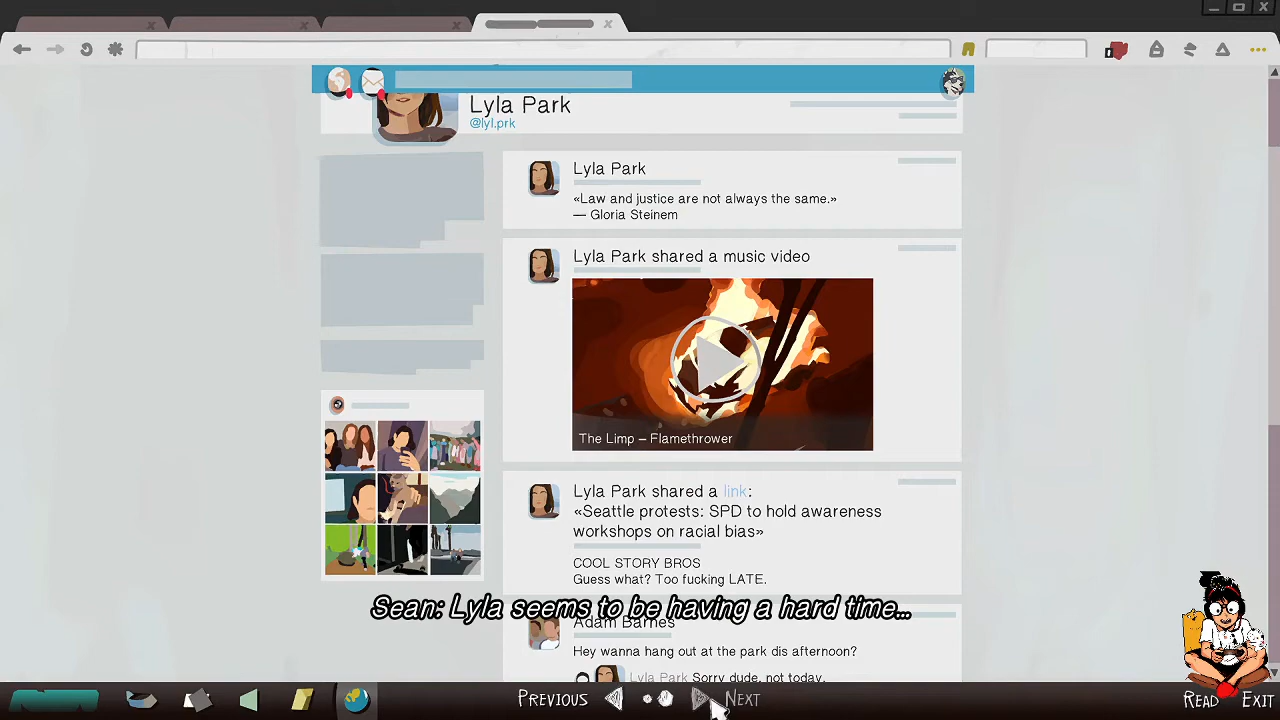 Lyla Park
@lyl.prk
Lyla Park
«Law and justice are not always the same.»
— Gloria Steinem
Lyla Park shared a music video
The Limp – Flamethrower
Lyla Park shared a link:
«Seattle protests: SPD to hold awareness
workshops on racial bias»
COOL STORY BROS
Guess what? Too fucking LATE.
Sean: Lyla seems to be having a hard time...
Adam Barnes
Hey wanna hang out at the park dis afternoon?
Lyla Park Sorry dude, not today.
PREVIOUS
NEXT
READ
EXIT